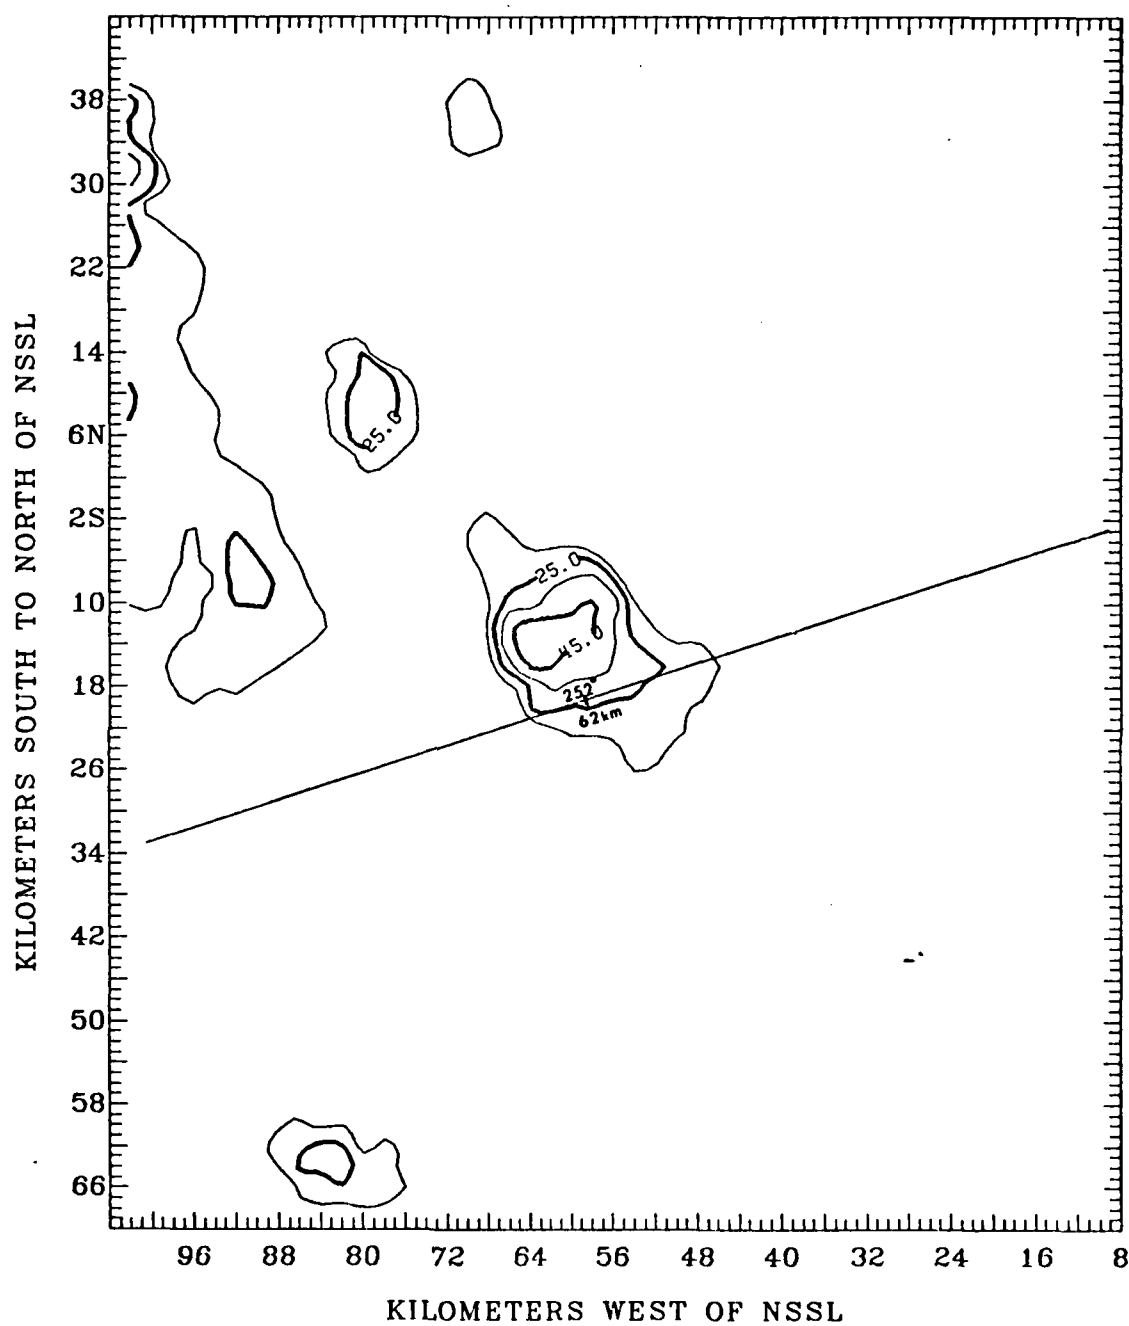 KILOMETERS SOUTH TO NORTH OF NSSL
38
30
22
14
6N
2S
10
18
26
34
42
50
58
66
25.0
25.0
45.0
252°
62km
96 88 80 72 64 56 48 40 32 24 16 8
KILOMETERS WEST OF NSSL